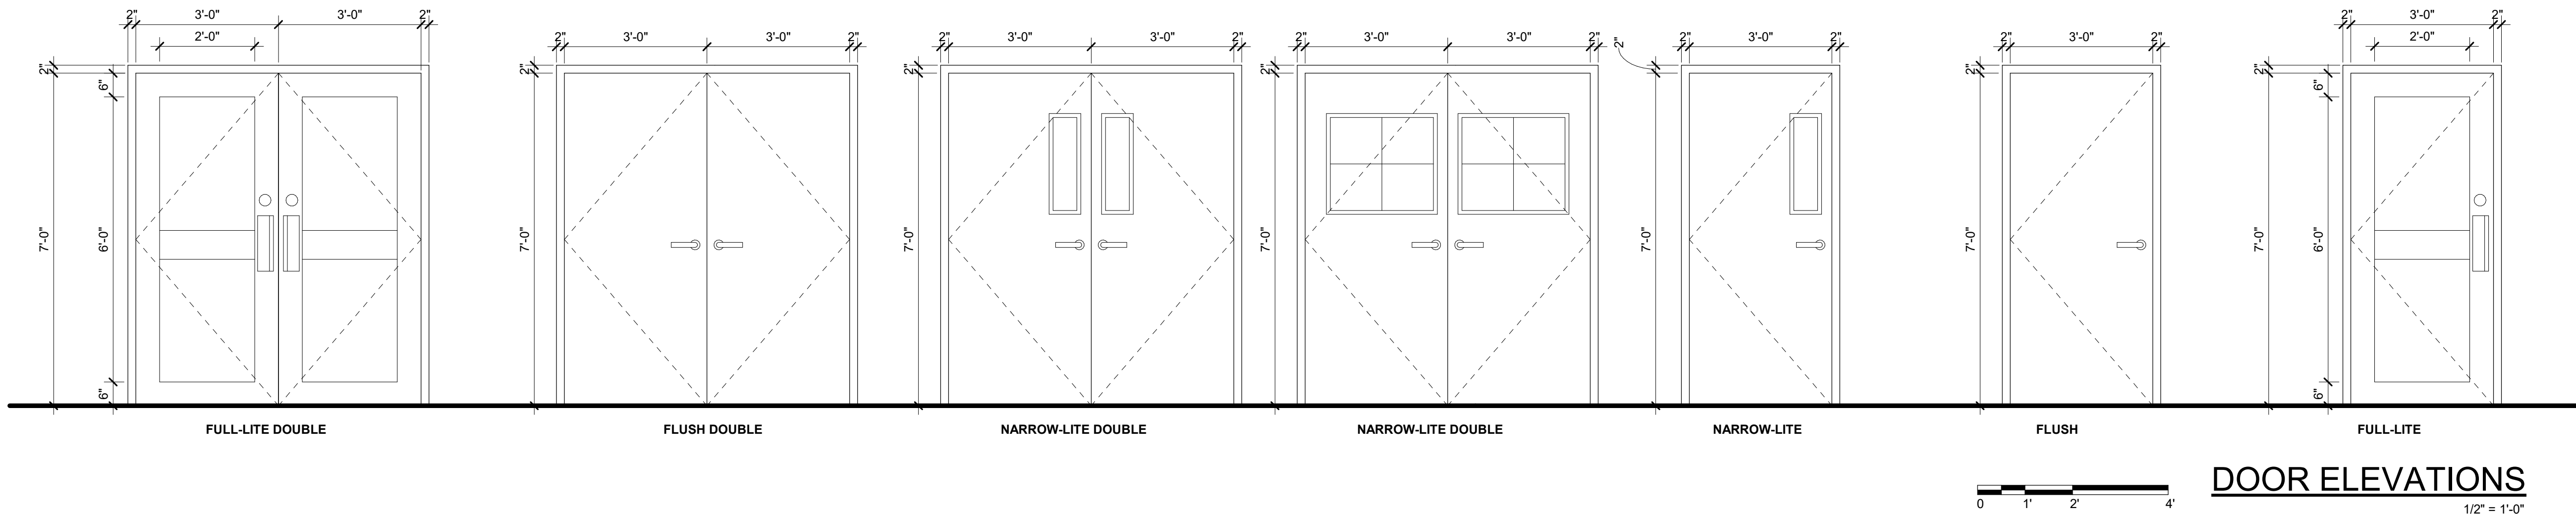 2" 3'-0" 3'-0" 2"
2'-0"
2"
6"
7'-0"
6'-0"
6"
FULL-LITE DOUBLE
2" 3'-0" 3'-0" 2"
2"
7'-0"
FLUSH DOUBLE
2" 3'-0" 3'-0" 2"
2"
7'-0"
NARROW-LITE DOUBLE
2" 3'-0" 3'-0" 2"
2"
7'-0"
NARROW-LITE DOUBLE
2"
2" 3'-0" 2"
7'-0"
NARROW-LITE
2" 3'-0" 2"
2"
7'-0"
FLUSH
2" 3'-0" 2"
2'-0"
2"
6"
7'-0"
6'-0"
6"
FULL-LITE
0 1' 2' 4'
DOOR ELEVATIONS
1/2" = 1'-0"